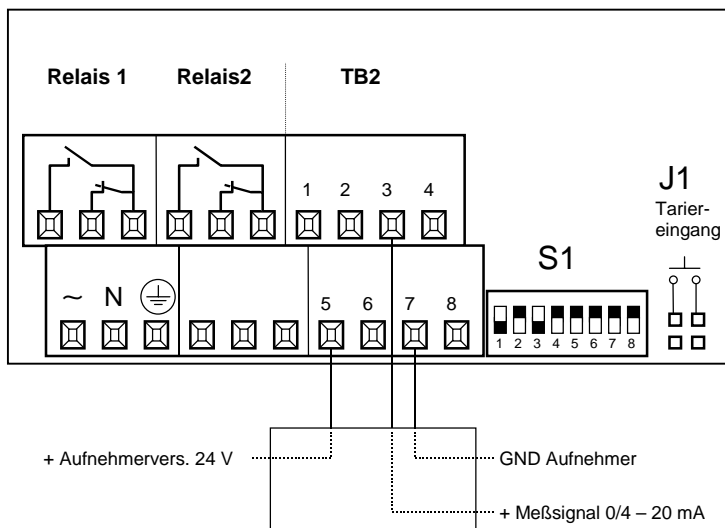 Relais 1 Relais2 TB2
1 2 3 4
J1
Tarier-
eingang
S1
~ N
5 6 7 8
1 2 3 4 5 6 7 8
+ Aufnehmervers. 24 V
GND Aufnehmer
+ Meßsignal 0/4 – 20 mA